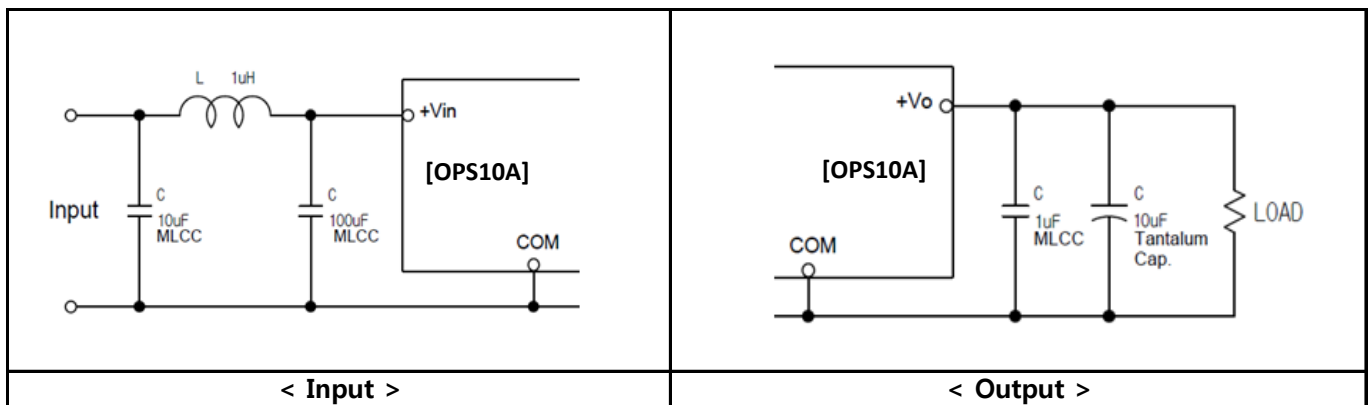 L 1uH
+Vin
[OPS10A]
Input
C
10uF
MLCC
C
100uF
MLCC
COM
< Input >
+Vo
[OPS10A]
C
1uF
MLCC
C
10uF
Tantalum
Cap.
LOAD
COM
< Output >